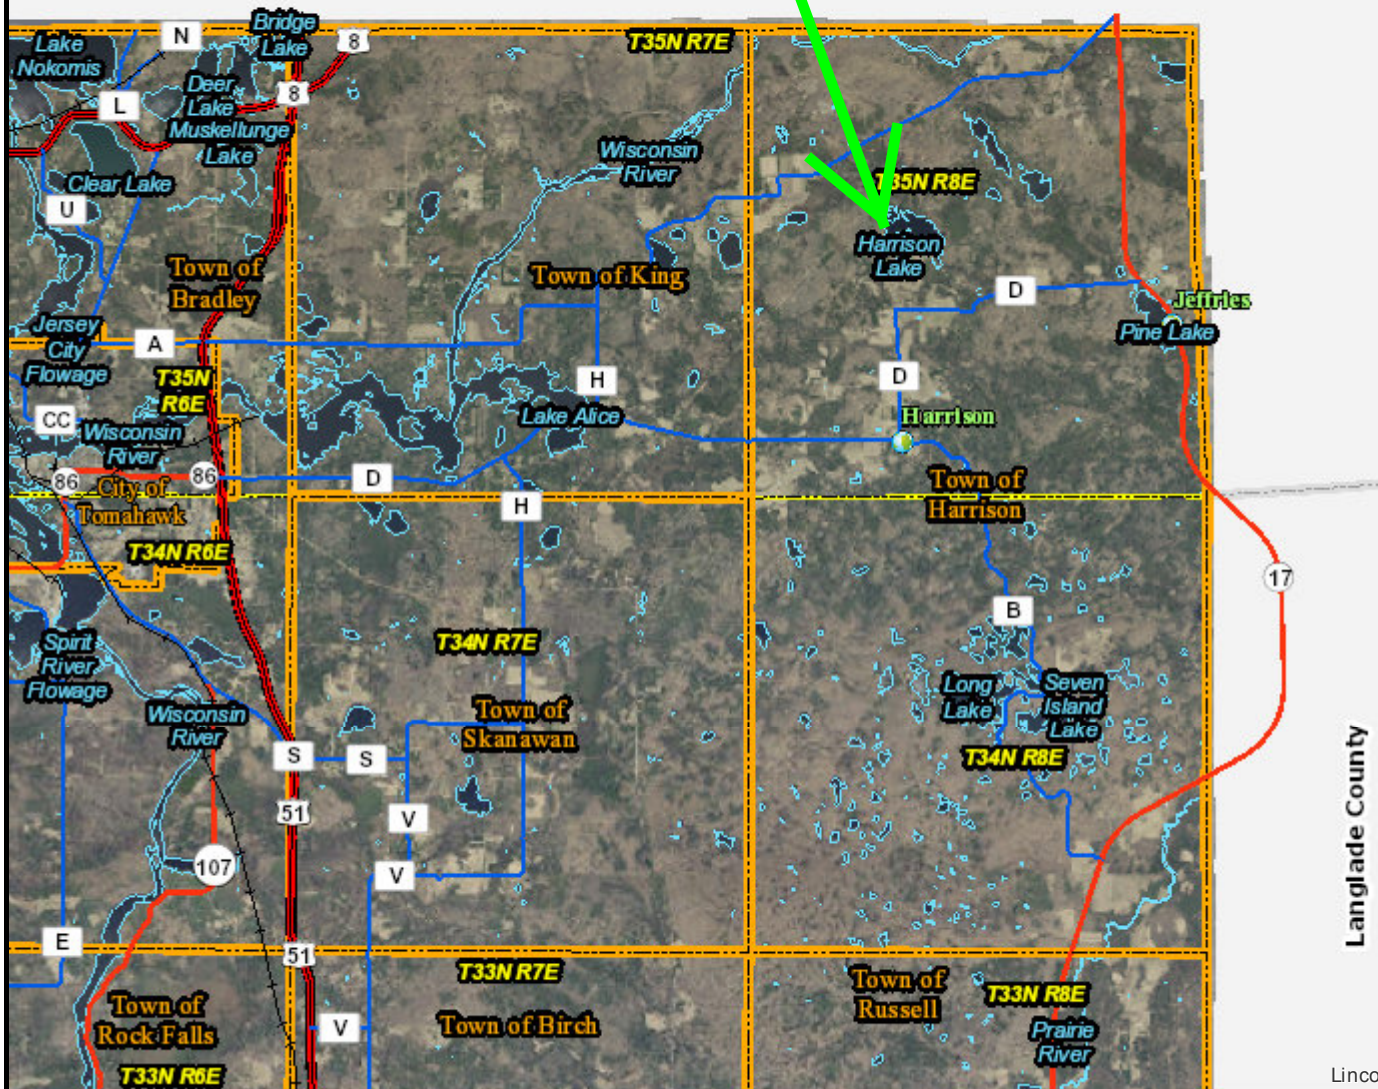 N
Bridge
Lake
8
T35N R7E
Lake
Nokomis
Deer
Lake
8
L
Muskellunge
Lake
Wisconsin
River
Clear Lake
T35N R8E
U
Harrison
Lake
Town of
Bradley
Town of King
D
Jeffries
Pine Lake
Jersey
City
Flowage
A
T35N
R6E
H
D
CC
Lake Alice
Harrison
Wisconsin
River
86
86
D
City of
Tomahawk
Town of
Harrison
H
T34N R6E
17
B
Spirit
River
Flowage
T34N R7E
Long
Lake
Seven
Island
Lake
Wisconsin
River
Town of
Skanawan
S
S
T34N R8E
51
V
107
V
Langlade County
E
51
T33N R7E
Town of
Russell
T33N R8E
Town of
Rock Falls
Town of Birch
V
Prairie
River
T33N R6E
Linco